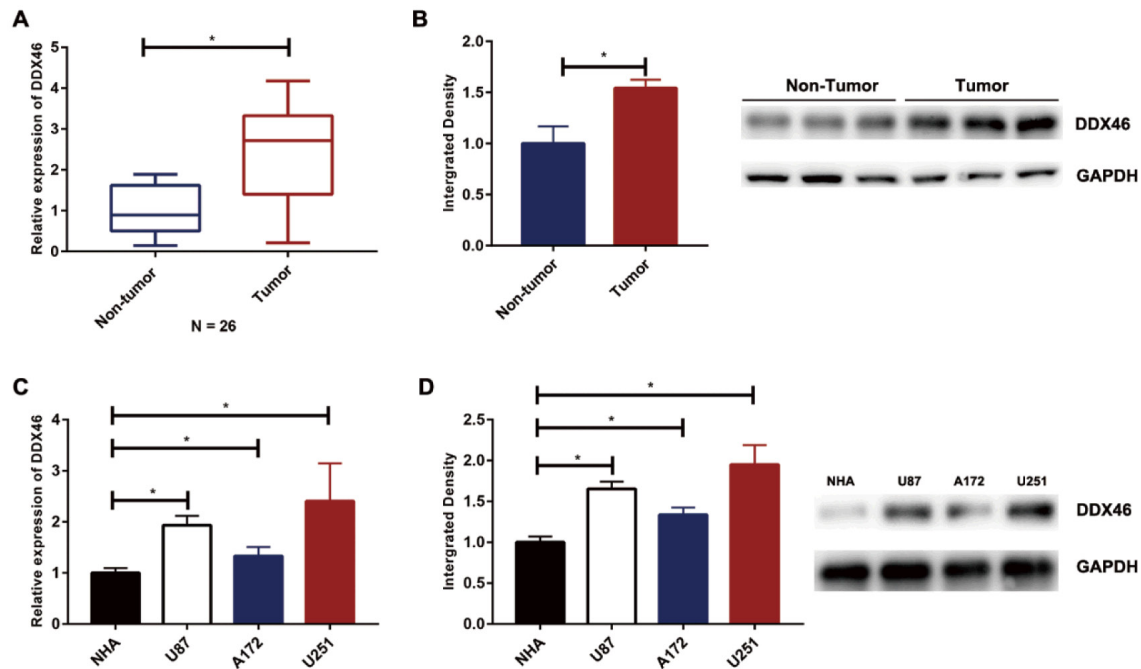 A
Relative expression of DDX46
5
4
3
2
1
0
*
Non-tumor
Tumor
N = 26
B
Intergrated Density
2.0
1.5
1.0
0.5
0.0
*
Non-tumor
Tumor
Non-Tumor Tumor
DDX46
GAPDH
C
Relative expression of DDX46
4
3
2
1
0
*
*
*
NHA
U87
A172
U251
D
Intergrated Density
2.5
2.0
1.5
1.0
0.5
0.0
*
*
*
NHA
U87
A172
U251
NHA U87 A172 U251
DDX46
GAPDH